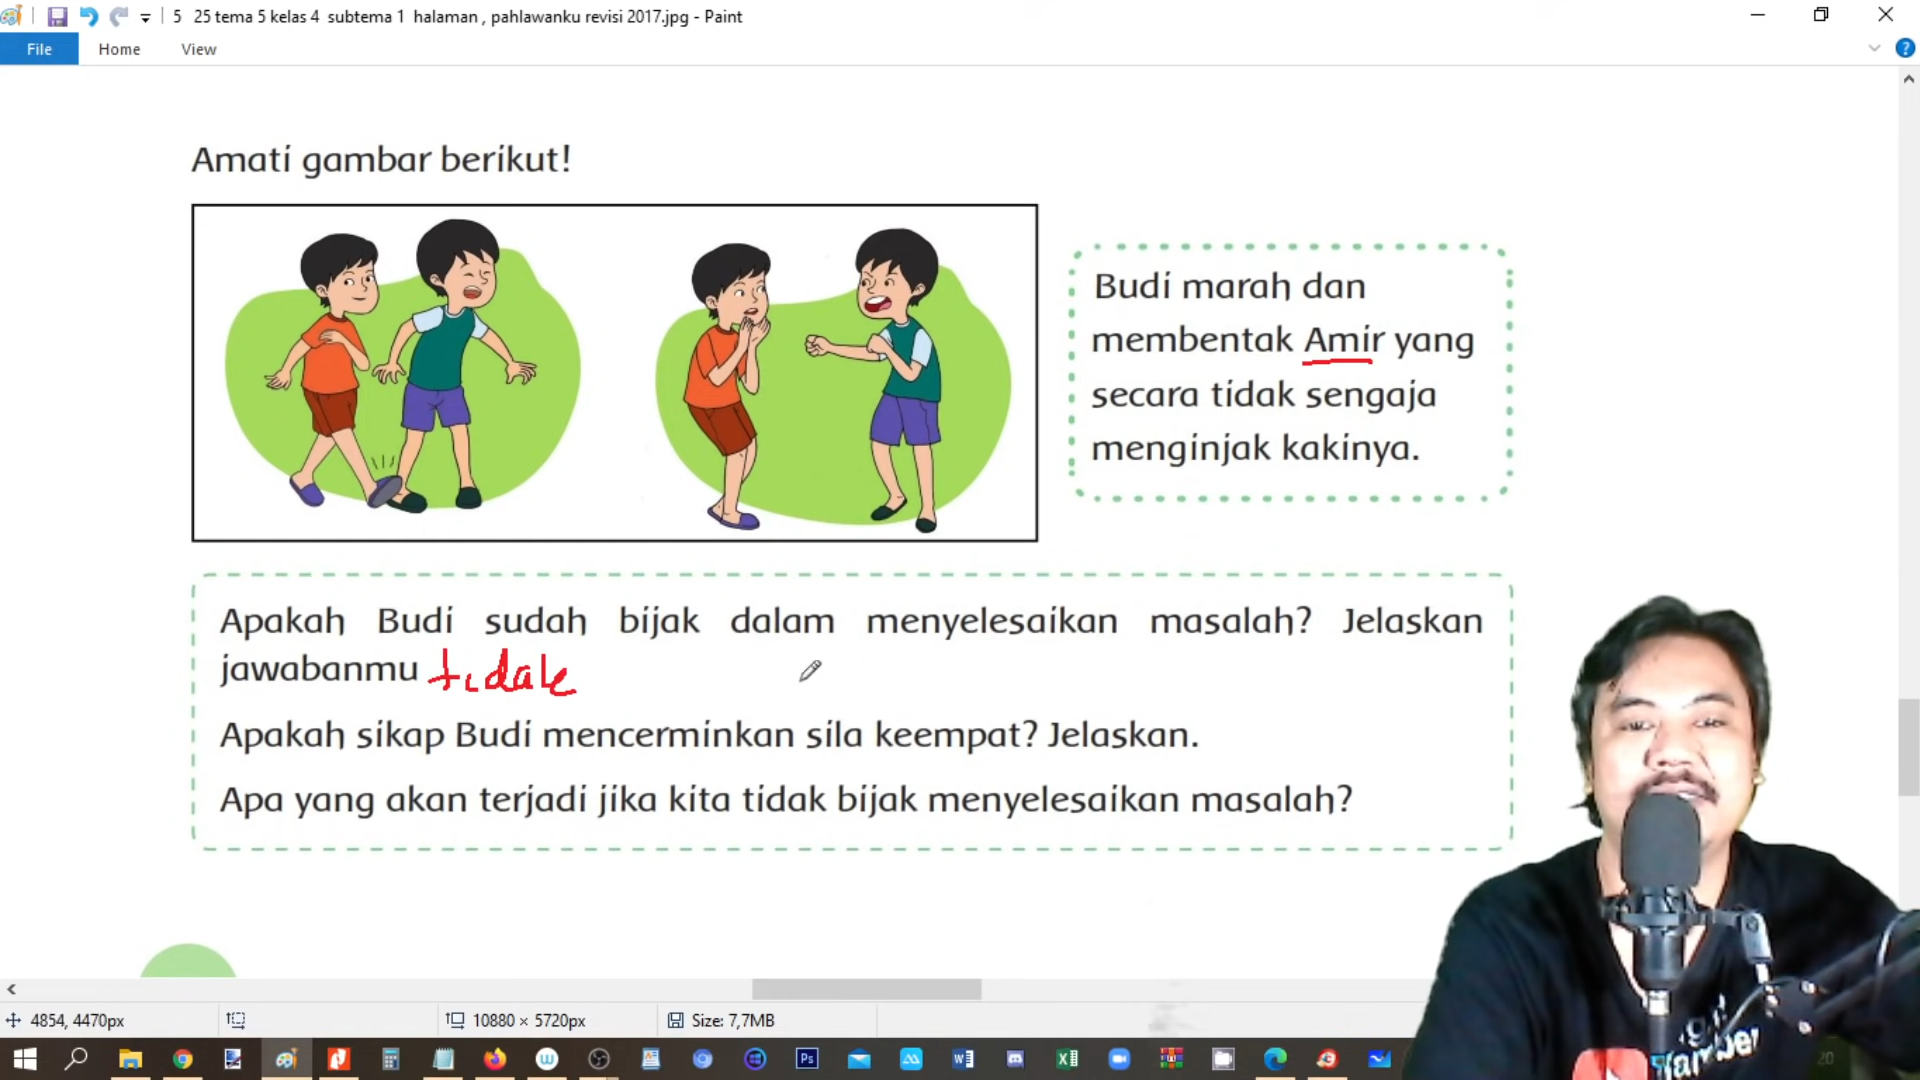 5 25 tema 5 kelas 4 subtema 1 halaman , pahlawanku revisi 2017.jpg - Paint
File Home View
Amati gambar berikut!
Budi marah dan
membentak Amir yang
secara tidak sengaja
menginjak kakinya.
Apakah Budi sudah bijak dalam menyelesaikan masalah? Jelaskan
jawabanmu tidak
Apakah sikap Budi mencerminkan sila keempat? Jelaskan.
Apa yang akan terjadi jika kita tidak bijak menyelesaikan masalah?
4854, 4470px 10880 × 5720px Size: 7,7MB
Ps
20